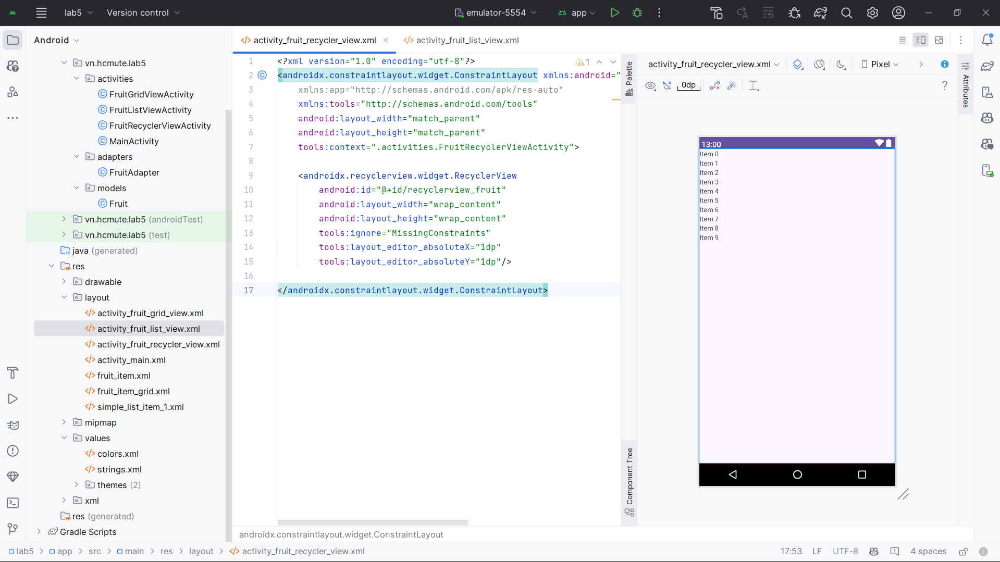 lab5
Version control
emulator-5554
app
Android
vn.hcmute.lab5
activities
FruitGridViewActivity
FruitListViewActivity
FruitRecyclerViewActivity
MainActivity
adapters
FruitAdapter
models
Fruit
vn.hcmute.lab5 (androidTest)
vn.hcmute.lab5 (test)
java (generated)
res
drawable
layout
activity_fruit_grid_view.xml
activity_fruit_list_view.xml
activity_fruit_recycler_view.xml
activity_main.xml
fruit_item.xml
fruit_item_grid.xml
simple_list_item_1.xml
mipmap
values
colors.xml
strings.xml
themes (2)
xml
res (generated)
Gradle Scripts
activity_fruit_recycler_view.xml
activity_fruit_list_view.xml
1 <?xml version="1.0" encoding="utf-8"?>
1
2 <androidx.constraintlayout.widget.ConstraintLayout xmlns:android="
3 xmlns:app="http://schemas.android.com/apk/res-auto"
4 xmlns:tools="http://schemas.android.com/tools"
5 android:layout_width="match_parent"
6 android:layout_height="match_parent"
7 tools:context=".activities.FruitRecyclerViewActivity">
8
9 <androidx.recyclerview.widget.RecyclerView
10 android:id="@+id/recyclerview_fruit"
11 android:layout_width="wrap_content"
12 android:layout_height="wrap_content"
13 tools:ignore="MissingConstraints"
14 tools:layout_editor_absoluteX="1dp"
15 tools:layout_editor_absoluteY="1dp"/>
16
17 </androidx.constraintlayout.widget.ConstraintLayout>
androidx.constraintlayout.widget.ConstraintLayout
Palette
Component Tree
activity_fruit_recycler_view.xml
Pixel
0dp
Attributes
13:00
Item 0
Item 1
Item 2
Item 3
Item 4
Item 5
Item 6
Item 7
Item 8
Item 9
lab5 > app > src > main > res > layout > activity_fruit_recycler_view.xml
17:53
LF
UTF-8
4 spaces